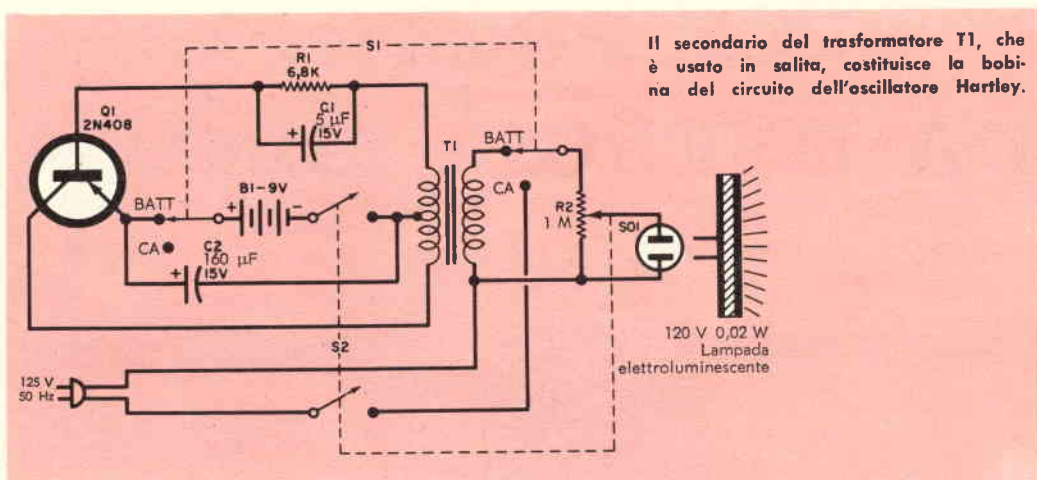 Il secondario del trasformatore T1, che
è usato in salita, costituisce la bobi-
na del circuito dell'oscillatore Hartley.
S1
R1
6,8K
Q1
2N408
C1
5 µF
15V
+
T1
BATT
CA
BATT
+ B1-9V -
CA
C2
160 µF
+ 15V
R2
1 M
SO1
S2
120 V 0,02 W
Lampada
elettroluminescente
125 V
50 Hz